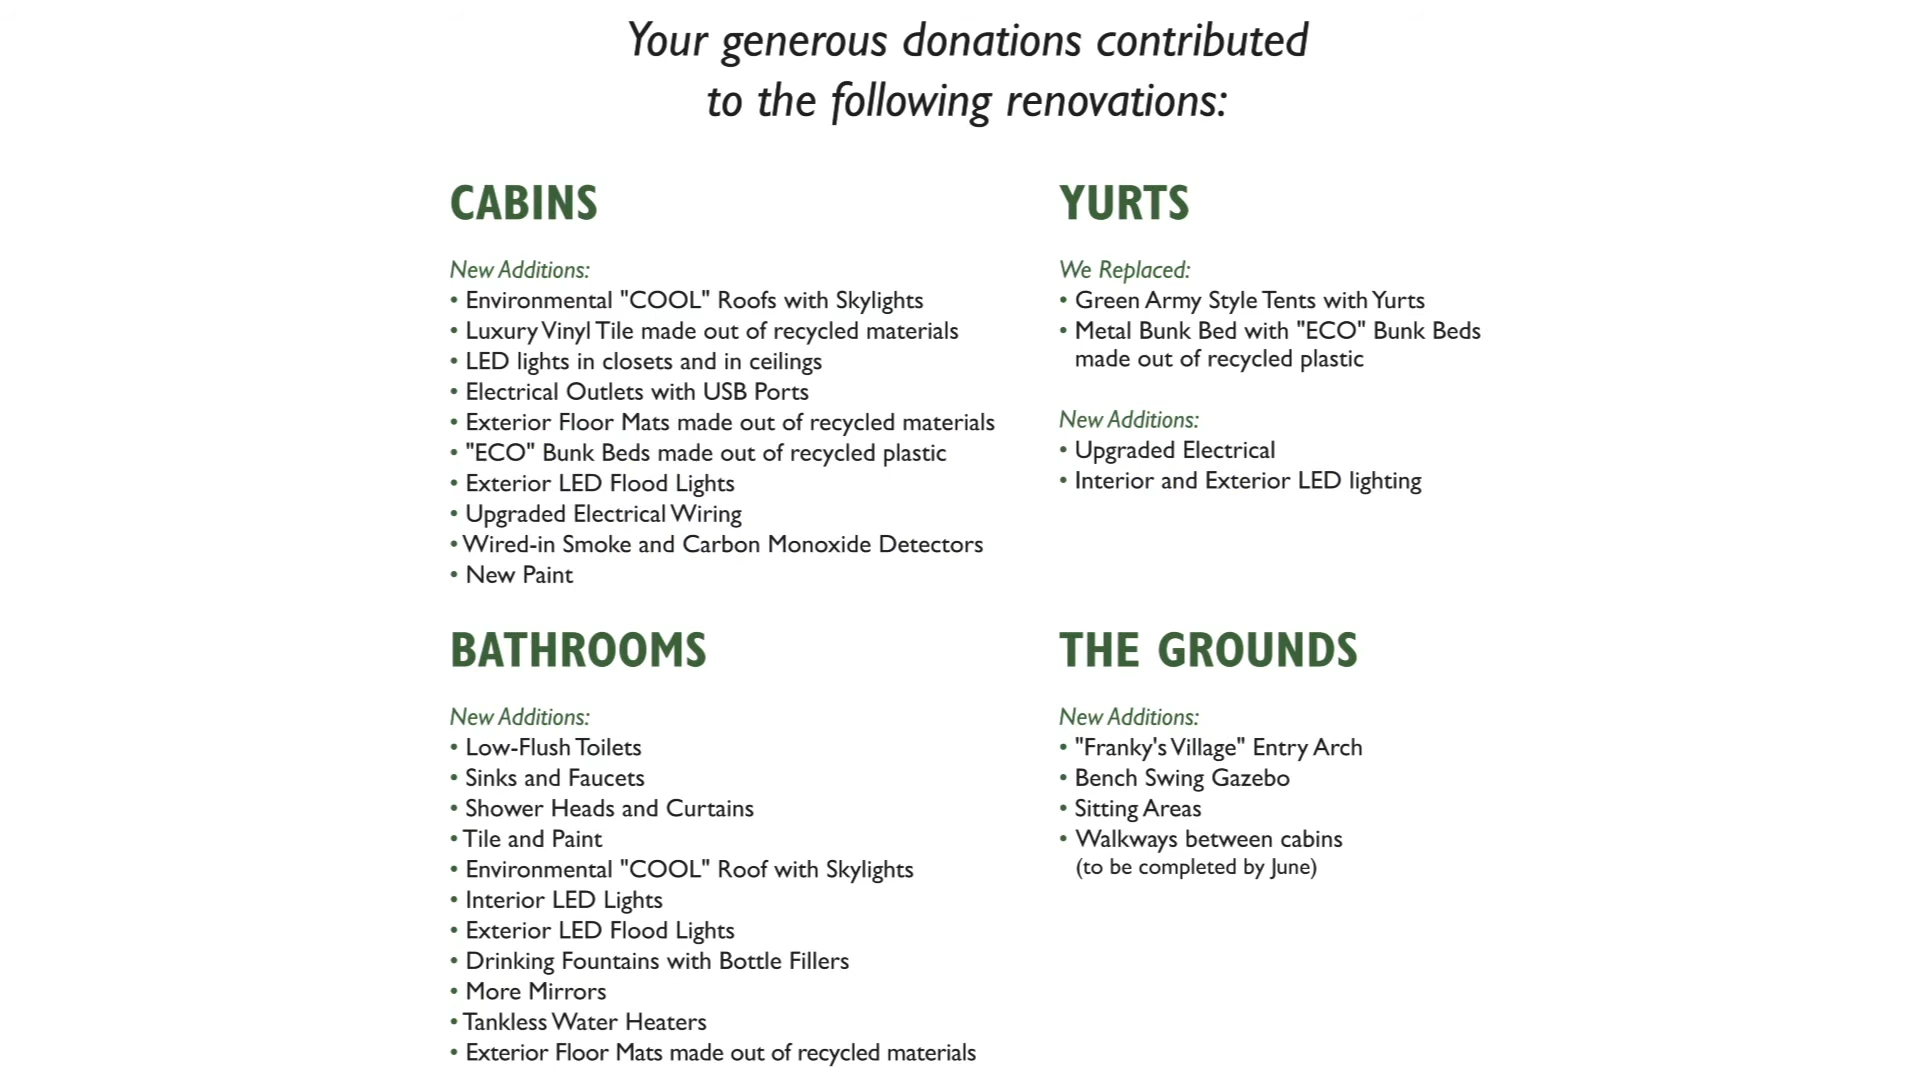 Your generous donations contributed
to the following renovations:
CABINS
New Additions:
• Environmental "COOL" Roofs with Skylights
• Luxury Vinyl Tile made out of recycled materials
• LED lights in closets and in ceilings
• Electrical Outlets with USB Ports
• Exterior Floor Mats made out of recycled materials
• "ECO" Bunk Beds made out of recycled plastic
• Exterior LED Flood Lights
• Upgraded Electrical Wiring
• Wired-in Smoke and Carbon Monoxide Detectors
• New Paint
YURTS
We Replaced:
• Green Army Style Tents with Yurts
• Metal Bunk Bed with "ECO" Bunk Beds
made out of recycled plastic
New Additions:
• Upgraded Electrical
• Interior and Exterior LED lighting
BATHROOMS
New Additions:
• Low-Flush Toilets
• Sinks and Faucets
• Shower Heads and Curtains
• Tile and Paint
• Environmental "COOL" Roof with Skylights
• Interior LED Lights
• Exterior LED Flood Lights
• Drinking Fountains with Bottle Fillers
• More Mirrors
• Tankless Water Heaters
• Exterior Floor Mats made out of recycled materials
THE GROUNDS
New Additions:
• "Franky's Village" Entry Arch
• Bench Swing Gazebo
• Sitting Areas
• Walkways between cabins
(to be completed by June)